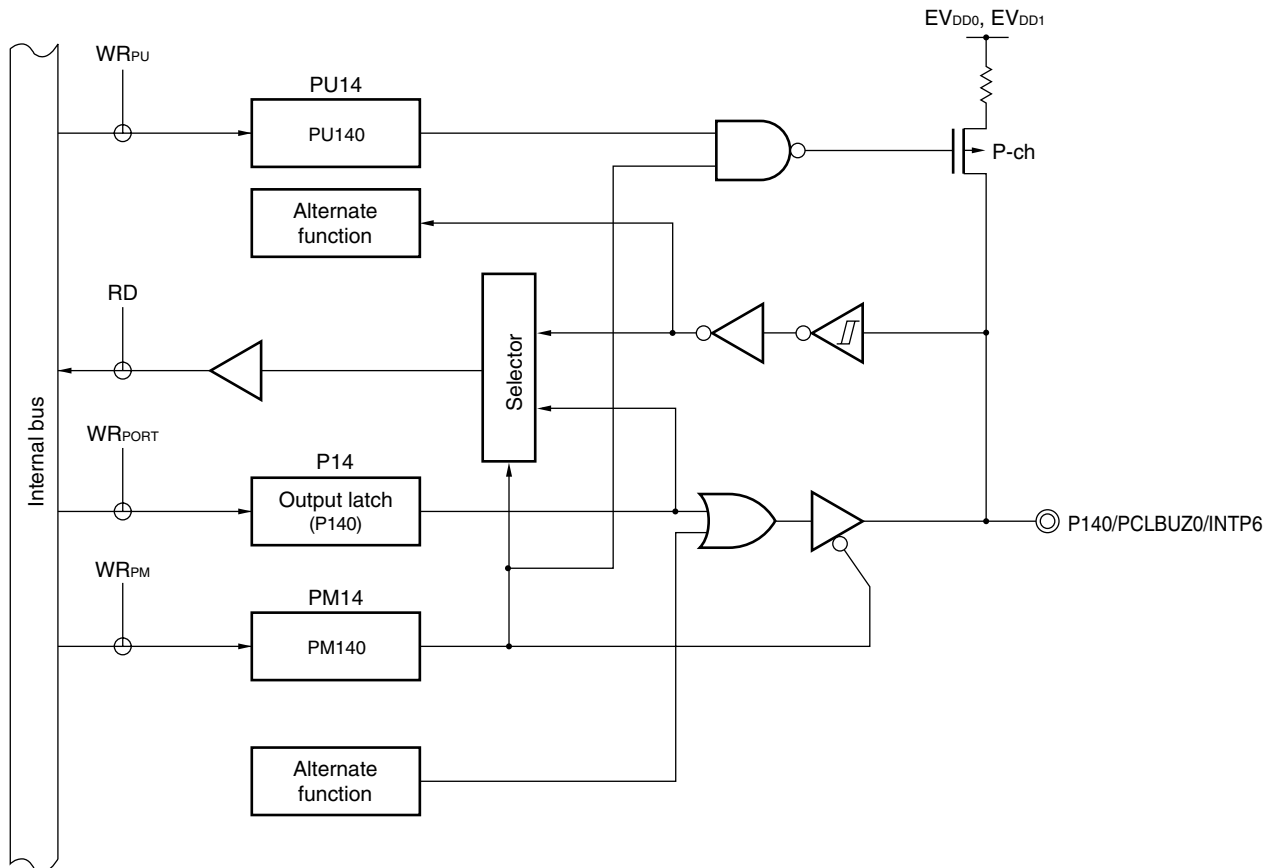 EVDD0, EVDD1
WRPU
PU14
PU140
P-ch
Alternate
function
RD
Selector
Internal bus
WRPORT
P14
Output latch
(P140)
P140/PCLBUZ0/INTP6
WRPM
PM14
PM140
Alternate
function